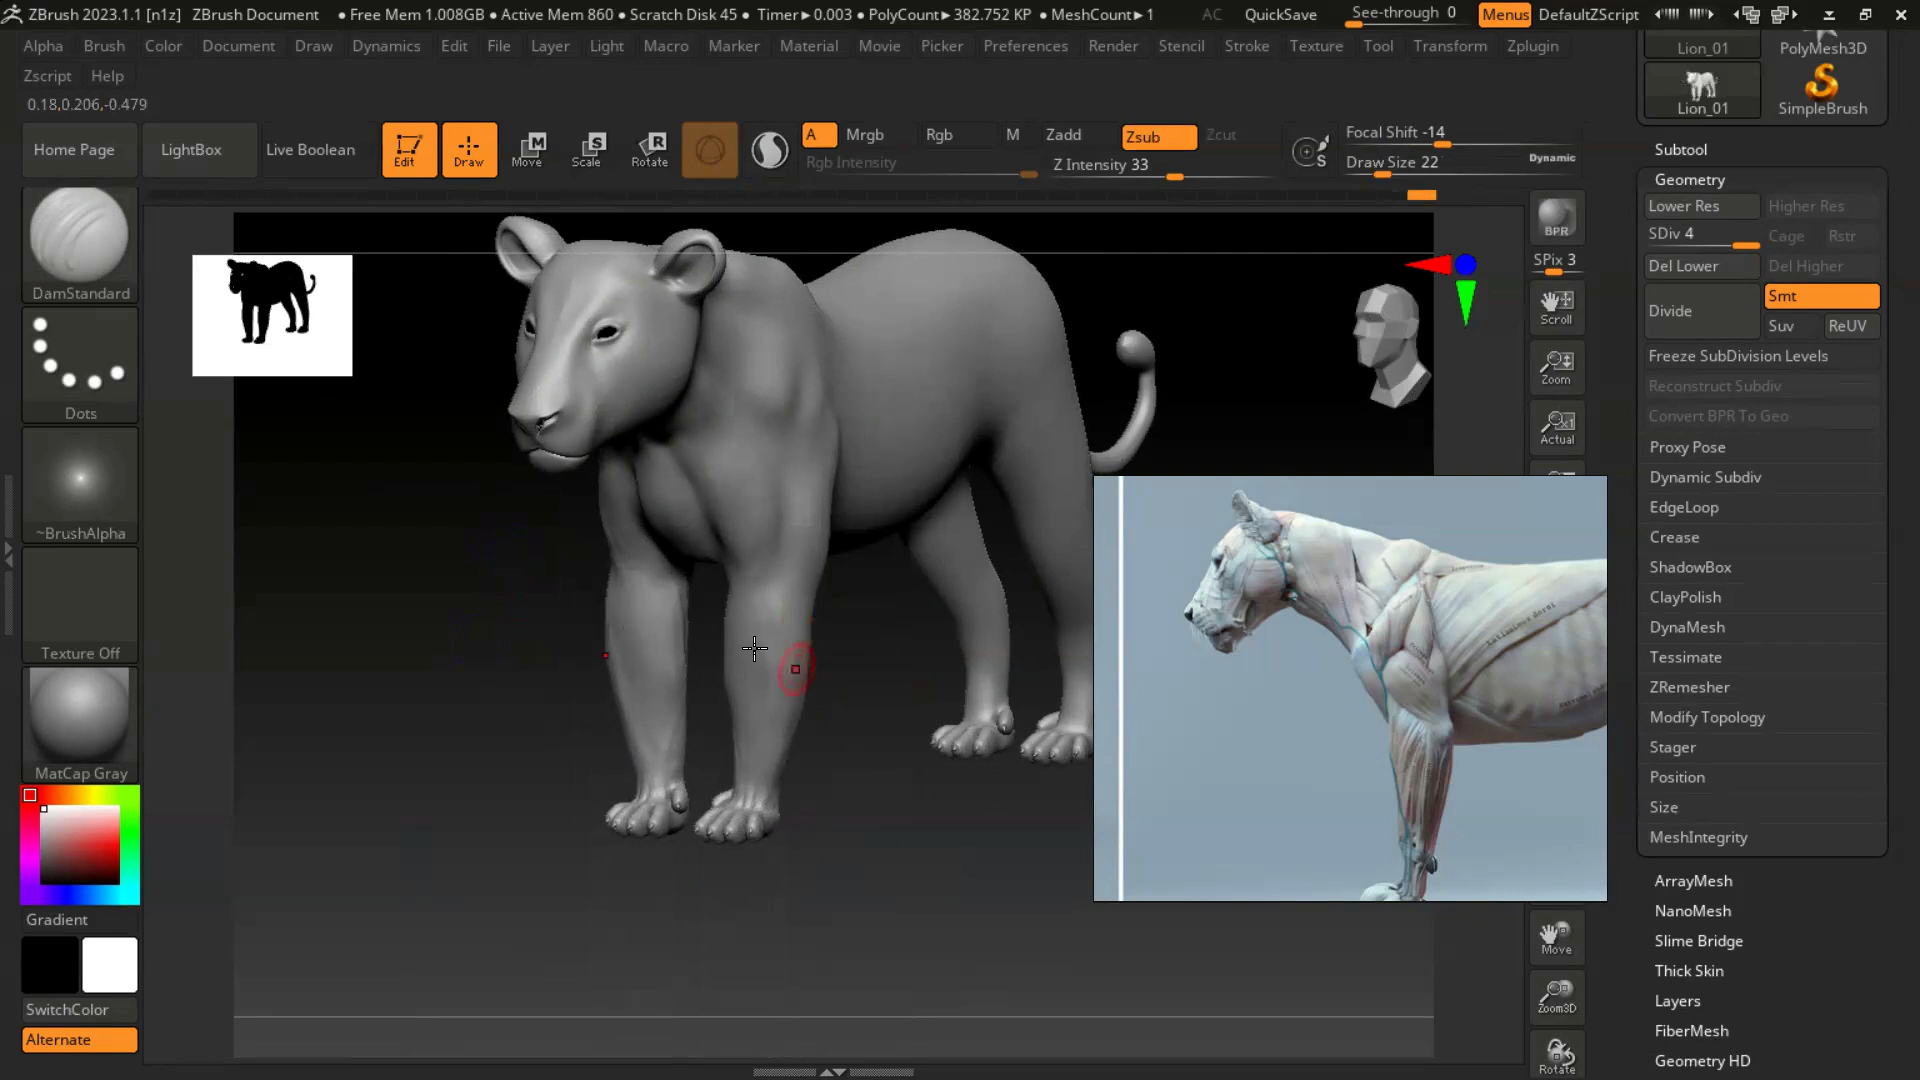 ZBrush 2023.1.1 [n1z] ZBrush Document ● Free Mem 1.008GB ● Active Mem 860 ● Scratch Disk 45 ● Timer►0.003 ● PolyCount►382.752 KP ● MeshCount►1 AC QuickSave See-through 0 Menus DefaultZScript
Alpha Brush Color Document Draw Dynamics Edit File Layer Light Macro Marker Material Movie Picker Preferences Render Stencil Stroke Texture Tool Transform Zplugin
Zscript Help
0.18,0.206,-0.479
Home Page
LightBox
Live Boolean
Edit
Draw
Move
Scale
Rotate
A
Mrgb
Rgb
M
Zadd
Zsub
Zcut
Rgb Intensity
Z Intensity 33
Focal Shift -14
Draw Size 22
Dynamic
DamStandard
Dots
~BrushAlpha
Texture Off
MatCap Gray
Gradient
SwitchColor
Alternate
BPR
SPix 3
Scroll
Zoom
Actual
Latissimus dorsi
Move
Zoom3D
Rotate
Lion_01
PolyMesh3D
Lion_01
SimpleBrush
Subtool
Geometry
Lower Res
Higher Res
SDiv 4
Cage
Rstr
Del Lower
Del Higher
Divide
Smt
Suv
ReUV
Freeze SubDivision Levels
Reconstruct Subdiv
Convert BPR To Geo
Proxy Pose
Dynamic Subdiv
EdgeLoop
Crease
ShadowBox
ClayPolish
DynaMesh
Tessimate
ZRemesher
Modify Topology
Stager
Position
Size
MeshIntegrity
ArrayMesh
NanoMesh
Slime Bridge
Thick Skin
Layers
FiberMesh
Geometry HD